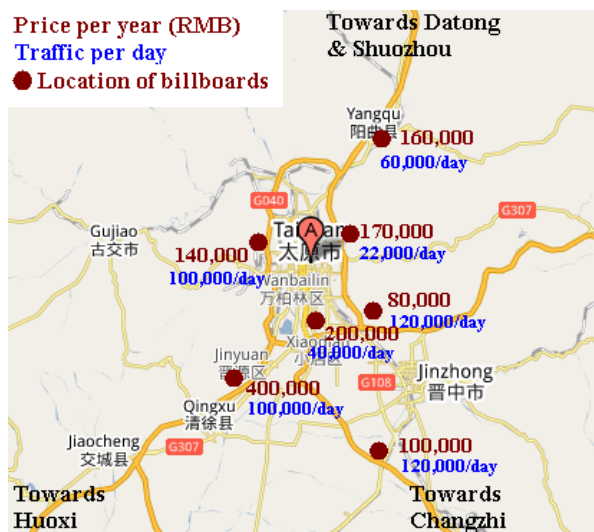 Price per year (RMB)
Traffic per day
Location of billboards
Towards Datong
& Shuozhou
Yangqu
阳曲县
160,000
60,000/day
G040
G307
Gujiao
古交市
170,000
22,000/day
A
太原市
140,000
100,000/day
Wanbailin
万柏林区
80,000
120,000/day
200,000
40,000/day
小店区
Jinyuan
晋源区
G108
Jinzhong
晋中市
400,000
100,000/day
Qingxu
清徐县
G307
Jiaocheng
交城县
100,000
120,000/day
Towards
Huoxi
Towards
Changzhi